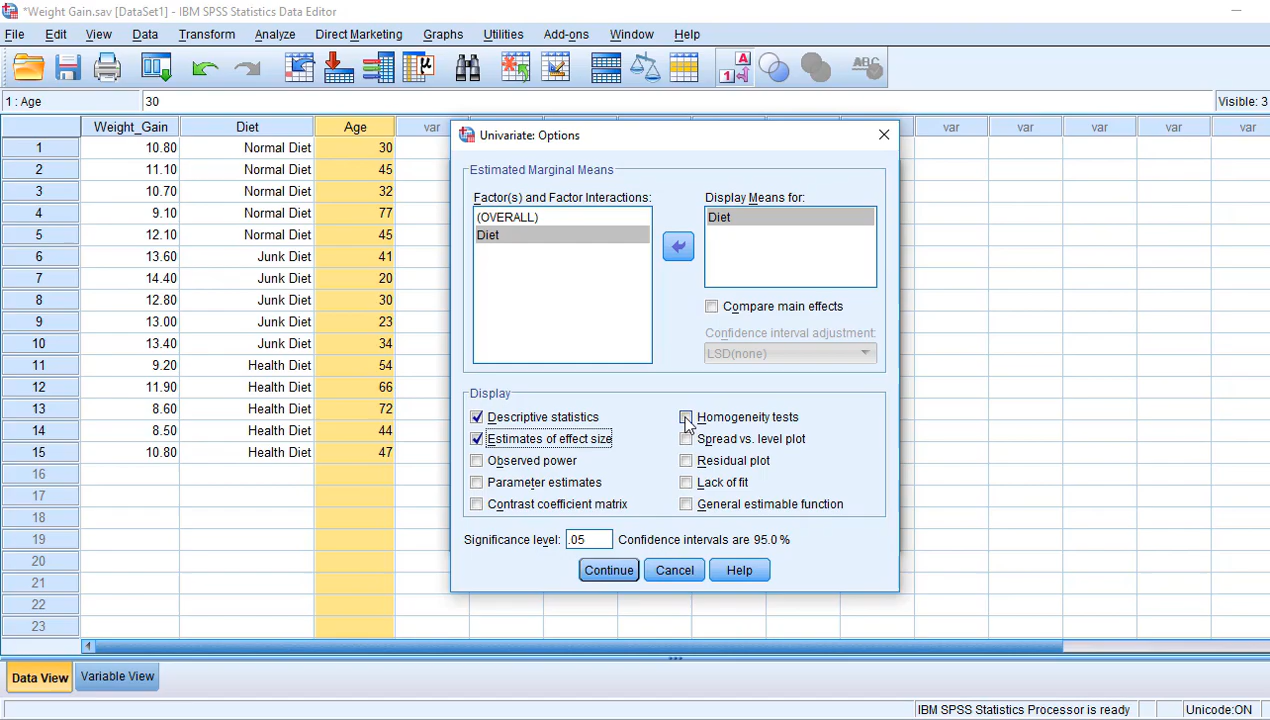 *Weight Gain.sav [DataSet1] - IBM SPSS Statistics Data Editor
File Edit View Data Transform Analyze Direct Marketing Graphs Utilities Add-ons Window Help
1 : Age 30 Visible: 3
Weight_Gain Diet Age var var var var var
1 10.80 Normal Diet 30
2 11.10 Normal Diet 45
3 10.70 Normal Diet 32
4 9.10 Normal Diet 77
5 12.10 Normal Diet 45
6 13.60 Junk Diet 41
7 14.40 Junk Diet 20
8 12.80 Junk Diet 30
9 13.00 Junk Diet 23
10 13.40 Junk Diet 34
11 9.20 Health Diet 54
12 11.90 Health Diet 66
13 8.60 Health Diet 72
14 8.50 Health Diet 44
15 10.80 Health Diet 47
16
17
18
19
20
21
22
23
Univariate: Options
Estimated Marginal Means
Factor(s) and Factor Interactions: Display Means for:
(OVERALL) Diet
Diet
Compare main effects
Confidence interval adjustment:
LSD(none)
Display
Descriptive statistics Homogeneity tests
Estimates of effect size Spread vs. level plot
Observed power Residual plot
Parameter estimates Lack of fit
Contrast coefficient matrix General estimable function
Significance level: .05 Confidence intervals are 95.0 %
Continue Cancel Help
Data View Variable View
IBM SPSS Statistics Processor is ready Unicode:ON